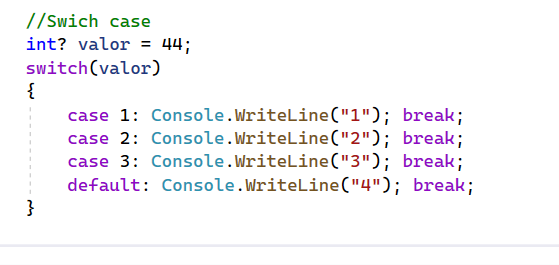 //Swich case
int? valor = 44;
switch(valor)
{
    case 1: Console.WriteLine("1"); break;
    case 2: Console.WriteLine("2"); break;
    case 3: Console.WriteLine("3"); break;
    default: Console.WriteLine("4"); break;
}